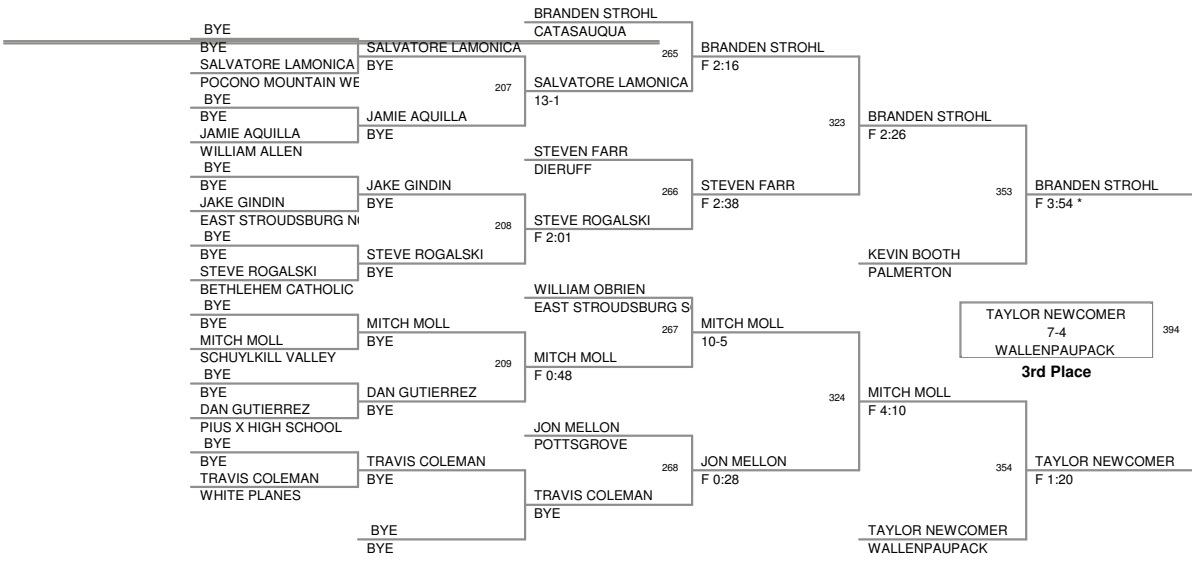 BYE
BYE
SALVATORE LAMONICA
POCONO MOUNTAIN WE
BYE
BYE
JAMIE AQUILLA
WILLIAM ALLEN
BYE
BYE
JAKE GINDIN
EAST STROUDSBURG N
BYE
BYE
STEVE ROGALSKI
BETHLEHEM CATHOLIC
BYE
BYE
MITCH MOLL
SCHUYLKILL VALLEY
BYE
BYE
DAN GUTIERREZ
PIUS X HIGH SCHOOL
BYE
BYE
TRAVIS COLEMAN
WHITE PLANES
SALVATORE LAMONICA
BYE
207
JAMIE AQUILLA
BYE
JAKE GINDIN
BYE
208
STEVE ROGALSKI
BYE
MITCH MOLL
BYE
209
DAN GUTIERREZ
BYE
TRAVIS COLEMAN
BYE
BYE
BYE
BRANDEN STROHL
CATASAUQUA
265
SALVATORE LAMONICA
13-1
STEVEN FARR
DIERUFF
266
STEVE ROGALSKI
F 2:01
WILLIAM OBRIEN
EAST STROUDSBURG S
267
MITCH MOLL
F 0:48
JON MELLON
POTTSGROVE
268
TRAVIS COLEMAN
BYE
BRANDEN STROHL
F 2:16
323
STEVEN FARR
F 2:38
MITCH MOLL
10-5
324
JON MELLON
F 0:28
BRANDEN STROHL
F 2:26
353
KEVIN BOOTH
PALMERTON
MITCH MOLL
F 4:10
354
TAYLOR NEWCOMER
WALLENPAUPACK
BRANDEN STROHL
F 3:54 *
TAYLOR NEWCOMER
7-4
WALLENPAUPACK
394
3rd Place
TAYLOR NEWCOMER
F 1:20